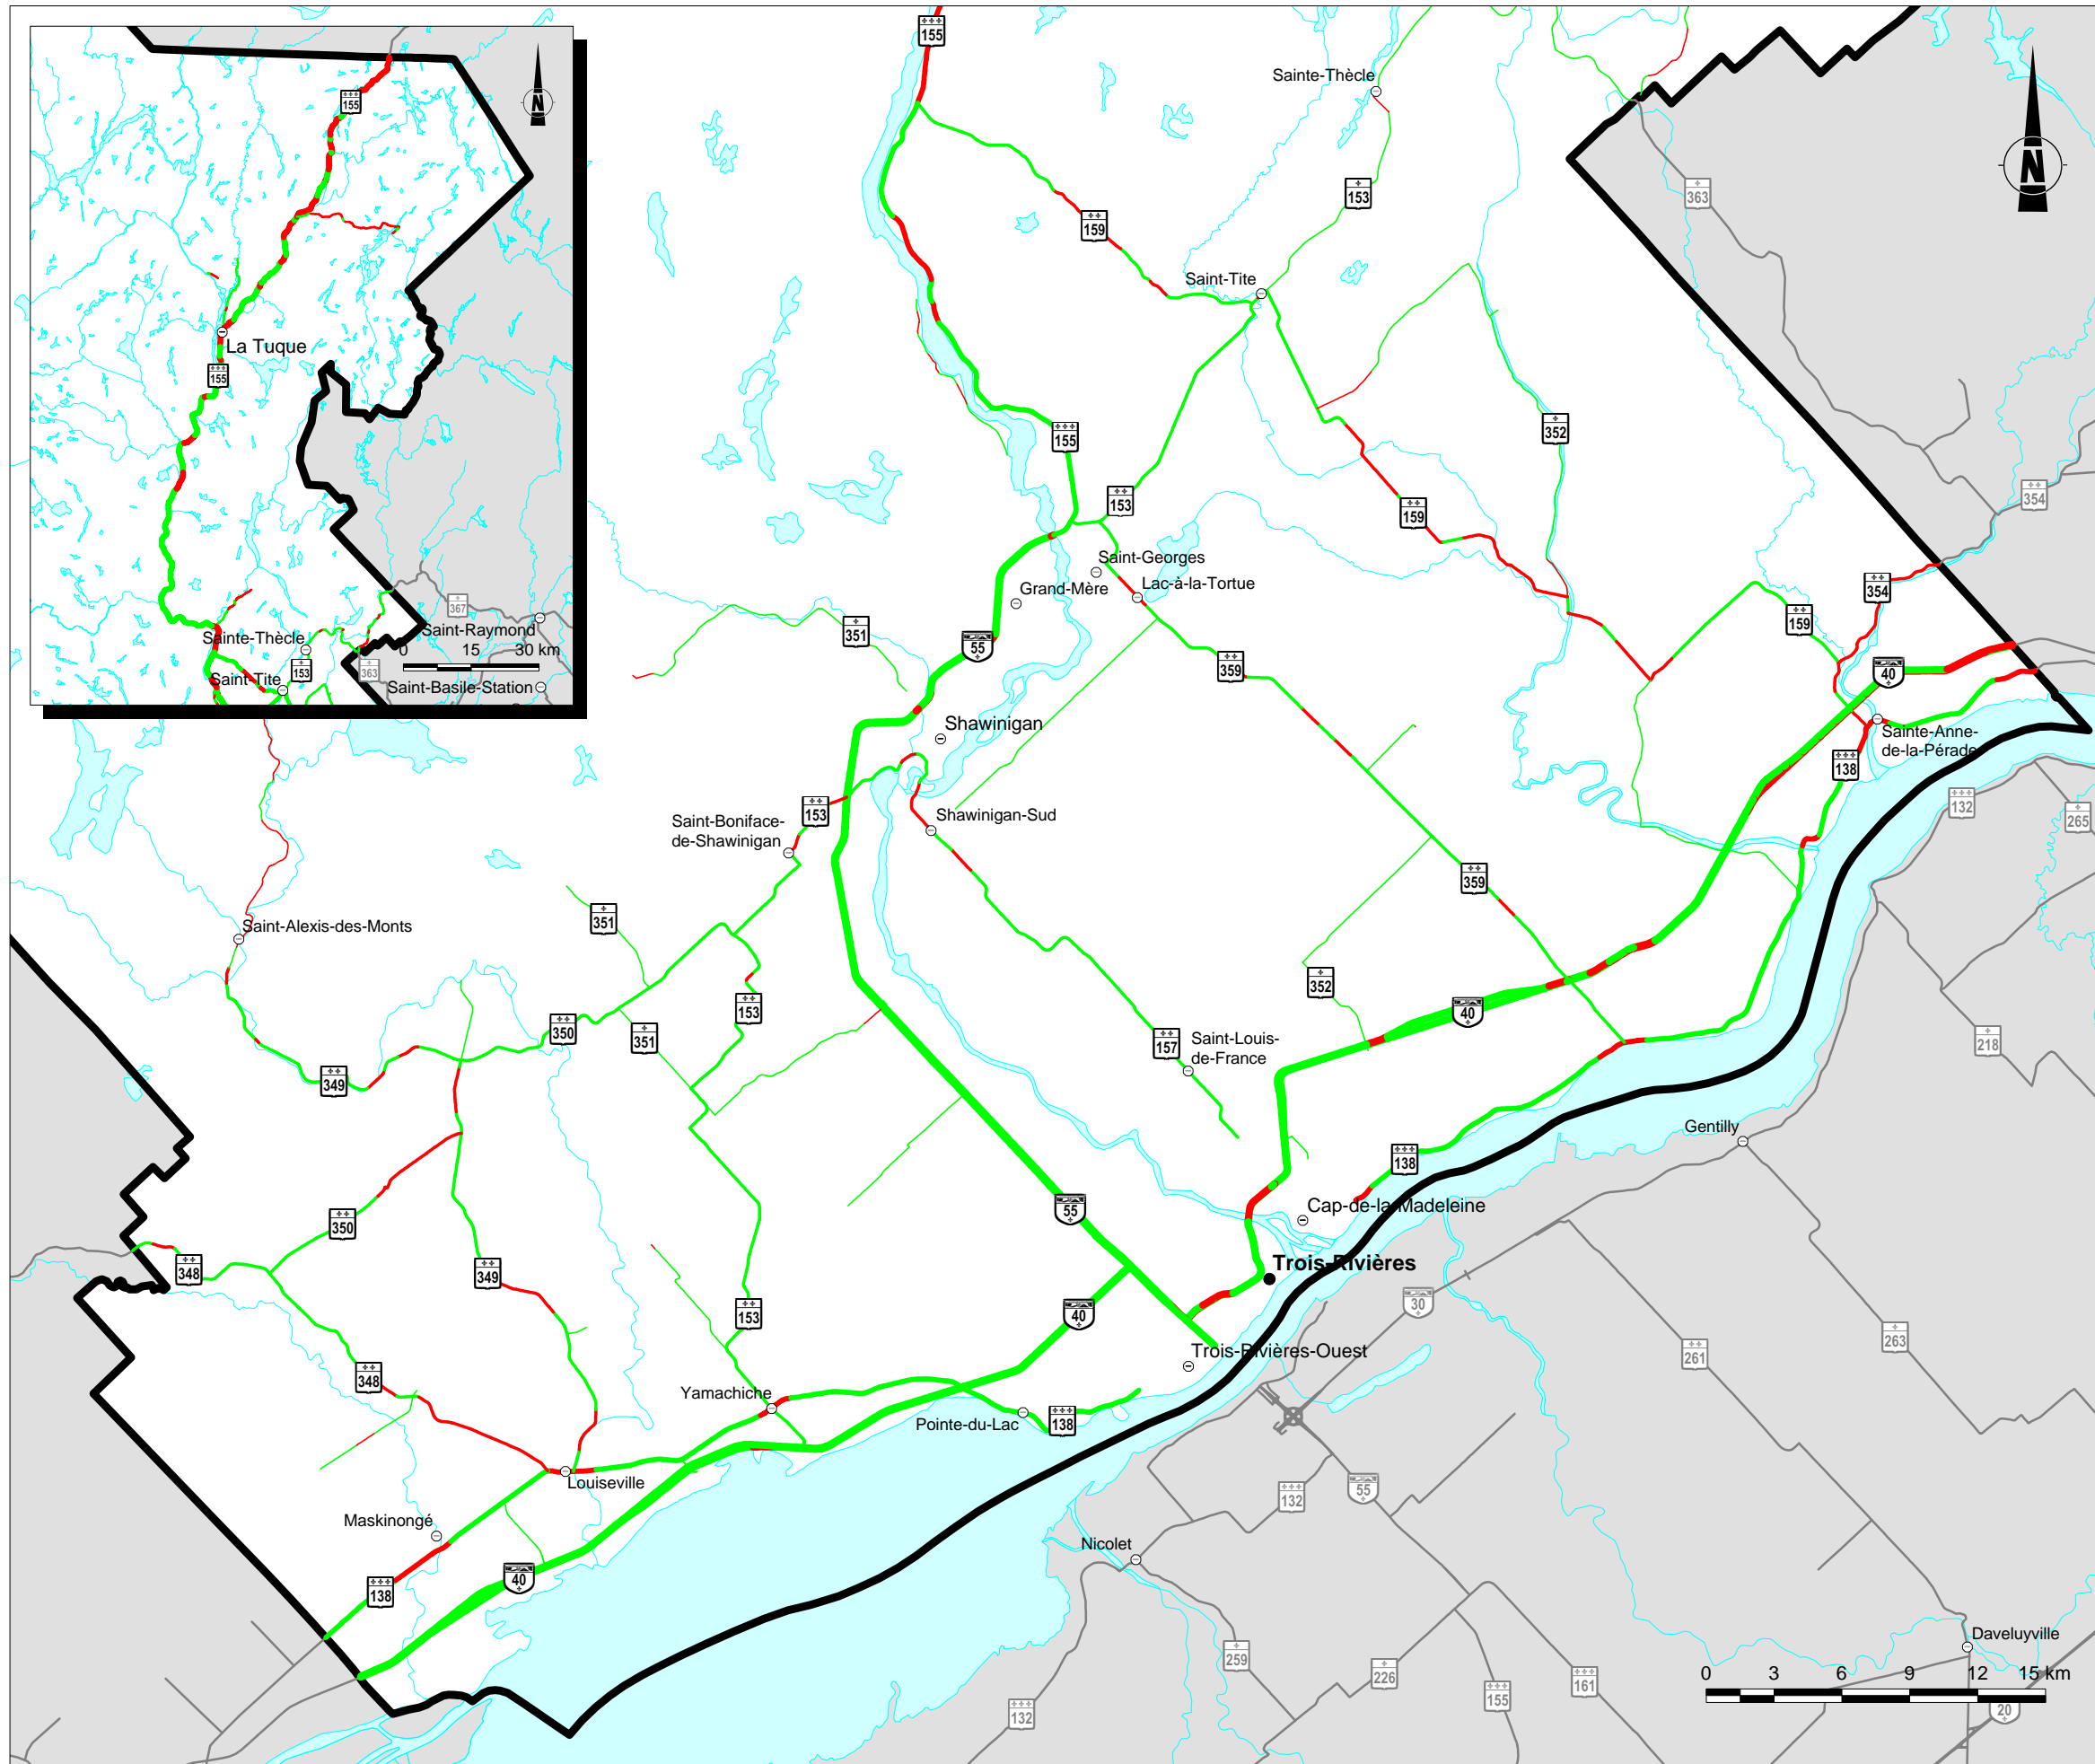 155
N
La Tuque
155
367
Saint-Raymond
Sainte-Thècle
0 15 30 km
153
363
Saint-Tite
Saint-Basile-Station
155
Sainte-Thècle
N
153
363
159
Saint-Tite
352
155
354
153
159
Saint-Georges
Lac-à-la-Tortue
Grand-Mère
354
159
351
55
359
40
Shawinigan
Sainte-Anne-
de-la-Pérade
138
153
Saint-Boniface-
de-Shawinigan
Shawinigan-Sud
132
265
359
351
Saint-Alexis-des-Monts
352
153
40
350
351
157
Saint-Louis-
de-France
218
349
Gentilly
138
350
55
Cap-de-la-Madeleine
348
349
Trois-Rivières
153
40
30
261
263
Trois-Rivières-Ouest
348
Yamachiche
Pointe-du-Lac
138
Louiseville
132
55
Maskinongé
Nicolet
40
138
Daveluyville
259
226
161
155
132
0 3 6 9 12 15 km
20